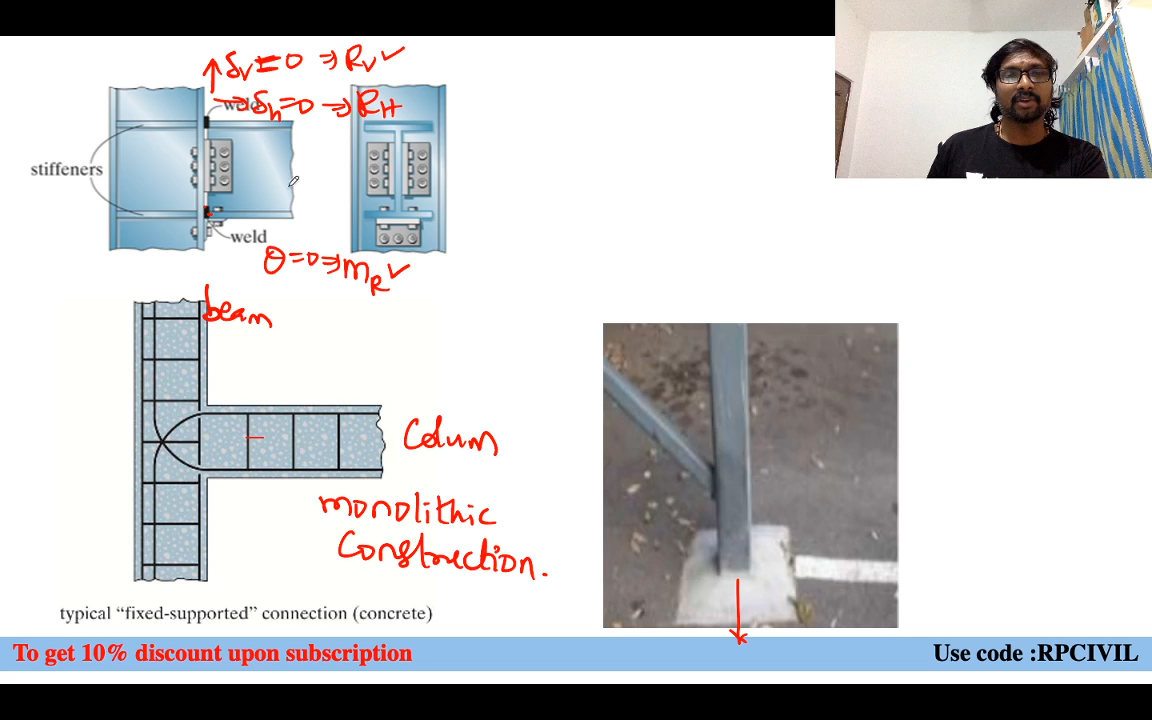 δv = 0 ⇒ Rv ✓
weld
→ δh = 0 ⇒ RH
stiffeners
weld
θ = 0 ⇒ mR ✓
beam
Colum
monolithic
Construction.
typical “fixed-supported” connection (concrete)
To get 10% discount upon subscription
Use code :RPCIVIL